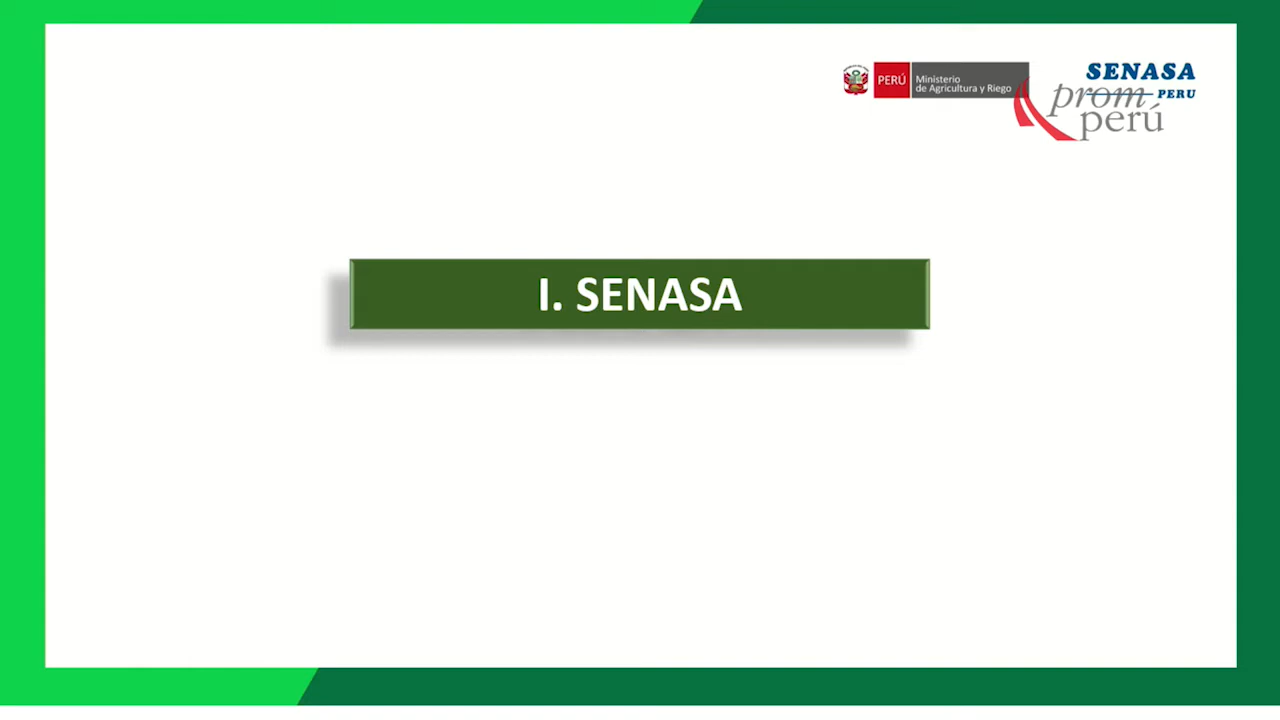 PERÚ
Ministerio
de Agricultura y Riego
SENASA
PERU
prom
perú
I. SENASA